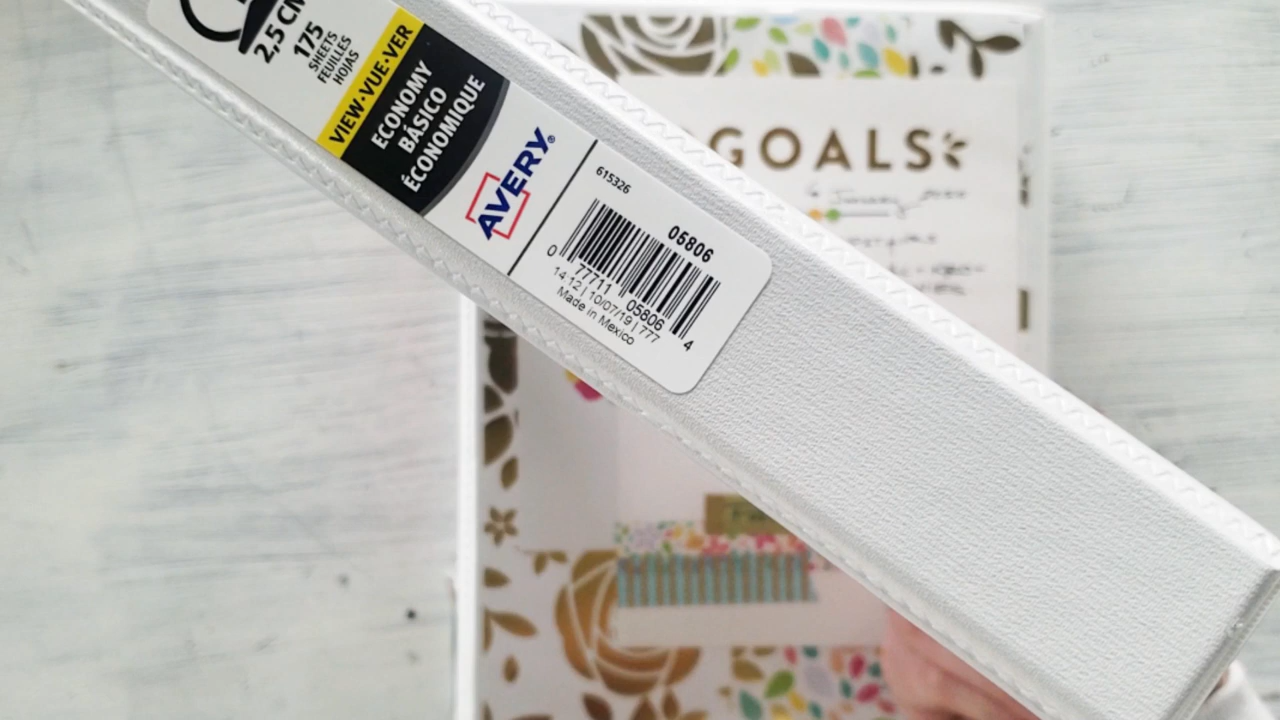 2,5 CM
175
SHEETS
FEUILLES
HOJAS
VIEW•VUE•VER
ECONOMY
BÁSICO
ÉCONOMIQUE
AVERY®
615326
05806
0 77711 05806 4
14 12 | 10/07/19 | 777
Made in Mexico
GOALS